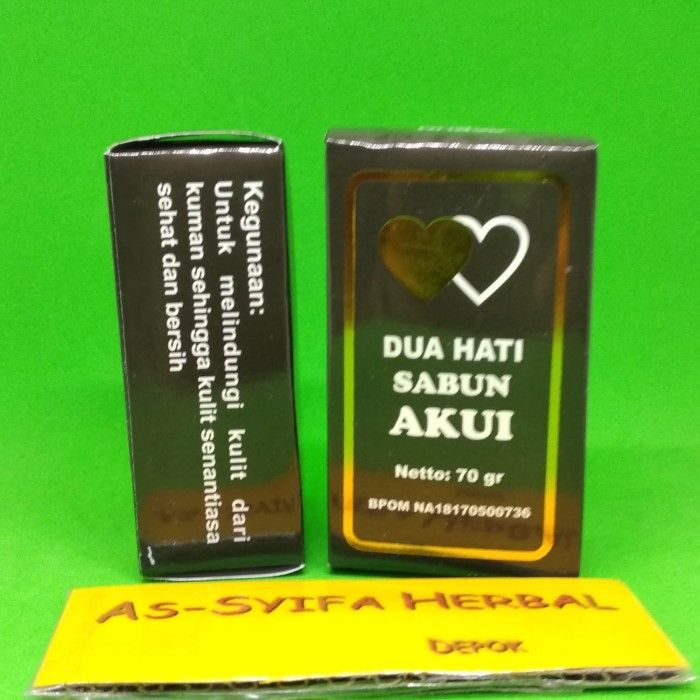 Kegunaan:
Untuk melindungi kulit dari
kuman sehingga kulit senantiasa
sehat dan bersih
DUA HATI
SABUN
AKUI
Netto: 70 gr
BPOM NA18170500736
AS-SYIFA HERBAL
DEPOK